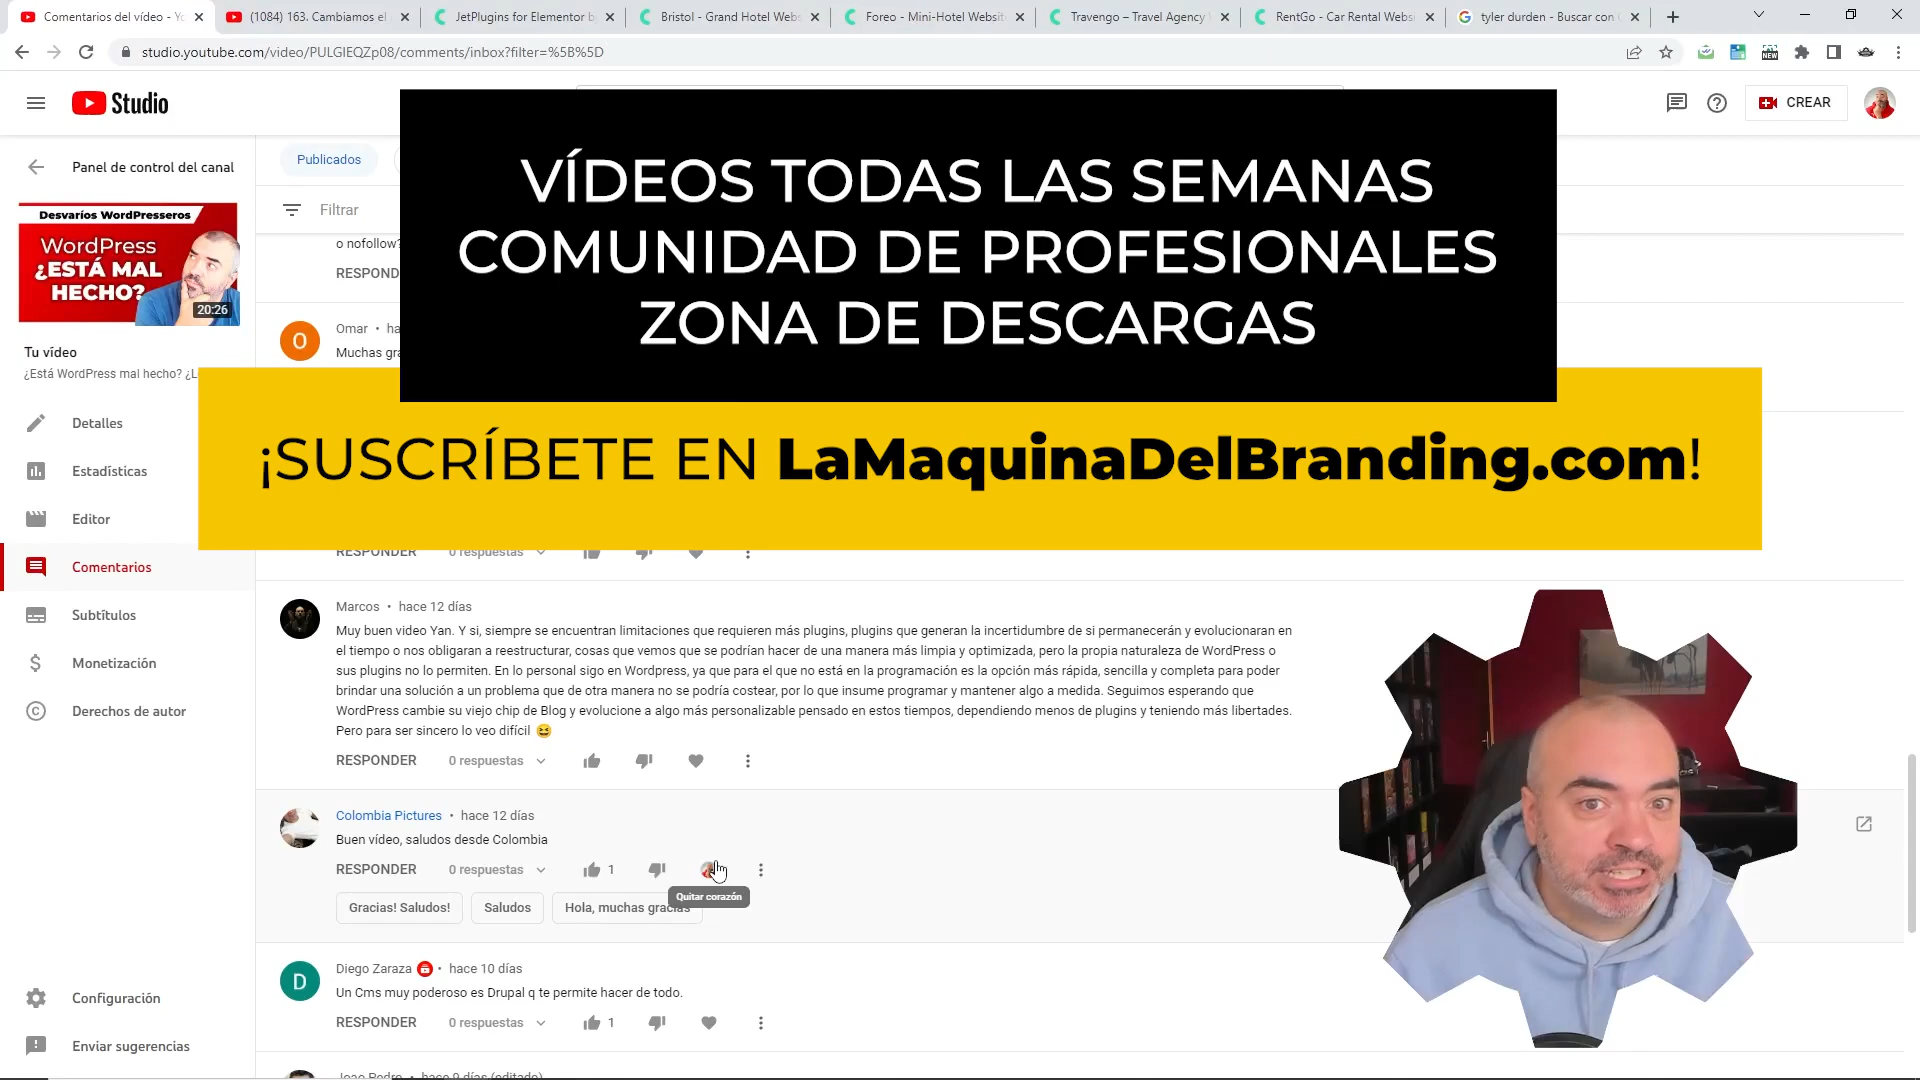 Comentarios del vídeo - Yo
(1084) 163. Cambiamos el
JetPlugins for Elementor b
Bristol - Grand Hotel Webs
Foreo - Mini-Hotel Websit
Travengo – Travel Agency
RentGo - Car Rental Webs
tyler durden - Buscar con
studio.youtube.com/video/PULGIEQZp08/comments/inbox?filter=%5B%5D
Studio
CREAR
VÍDEOS TODAS LAS SEMANAS
COMUNIDAD DE PROFESIONALES
ZONA DE DESCARGAS
¡SUSCRÍBETE EN LaMaquinaDelBranding.com!
Panel de control del canal
Desvaríos WordPresseros
WordPress
¿ESTÁ MAL
HECHO?
20:26
Tu vídeo
¿Está WordPress mal hecho? ¿L
Detalles
Estadísticas
Editor
Comentarios
Subtítulos
Monetización
Derechos de autor
Configuración
Enviar sugerencias
Publicados
Filtrar
o nofollow?
RESPOND
O
Omar • ha
Muchas gra
RESPONDER 0 respuestas
Marcos • hace 12 días
Muy buen video Yan. Y si, siempre se encuentran limitaciones que requieren más plugins, plugins que generan la incertidumbre de si permanecerán y evolucionaran en
el tiempo o nos obligaran a reestructurar, cosas que vemos que se podrían hacer de una manera más limpia y optimizada, pero la propia naturaleza de WordPress o
sus plugins no lo permiten. En lo personal sigo en Wordpress, ya que para el que no está en la programación es la opción más rápida, sencilla y completa para poder
brindar una solución a un problema que de otra manera no se podría costear, por lo que insume programar y mantener algo a medida. Seguimos esperando que
WordPress cambie su viejo chip de Blog y evolucione a algo más personalizable pensado en estos tiempos, dependiendo menos de plugins y teniendo más libertades.
Pero para ser sincero lo veo difícil 😆
RESPONDER 0 respuestas
Colombia Pictures • hace 12 días
Buen vídeo, saludos desde Colombia
RESPONDER 0 respuestas 1
Quitar corazón
Gracias! Saludos! Saludos Hola, muchas gracias
D
Diego Zaraza • hace 10 días
Un Cms muy poderoso es Drupal q te permite hacer de todo.
RESPONDER 0 respuestas 1
Joao Pedro • hace 9 días (editado)